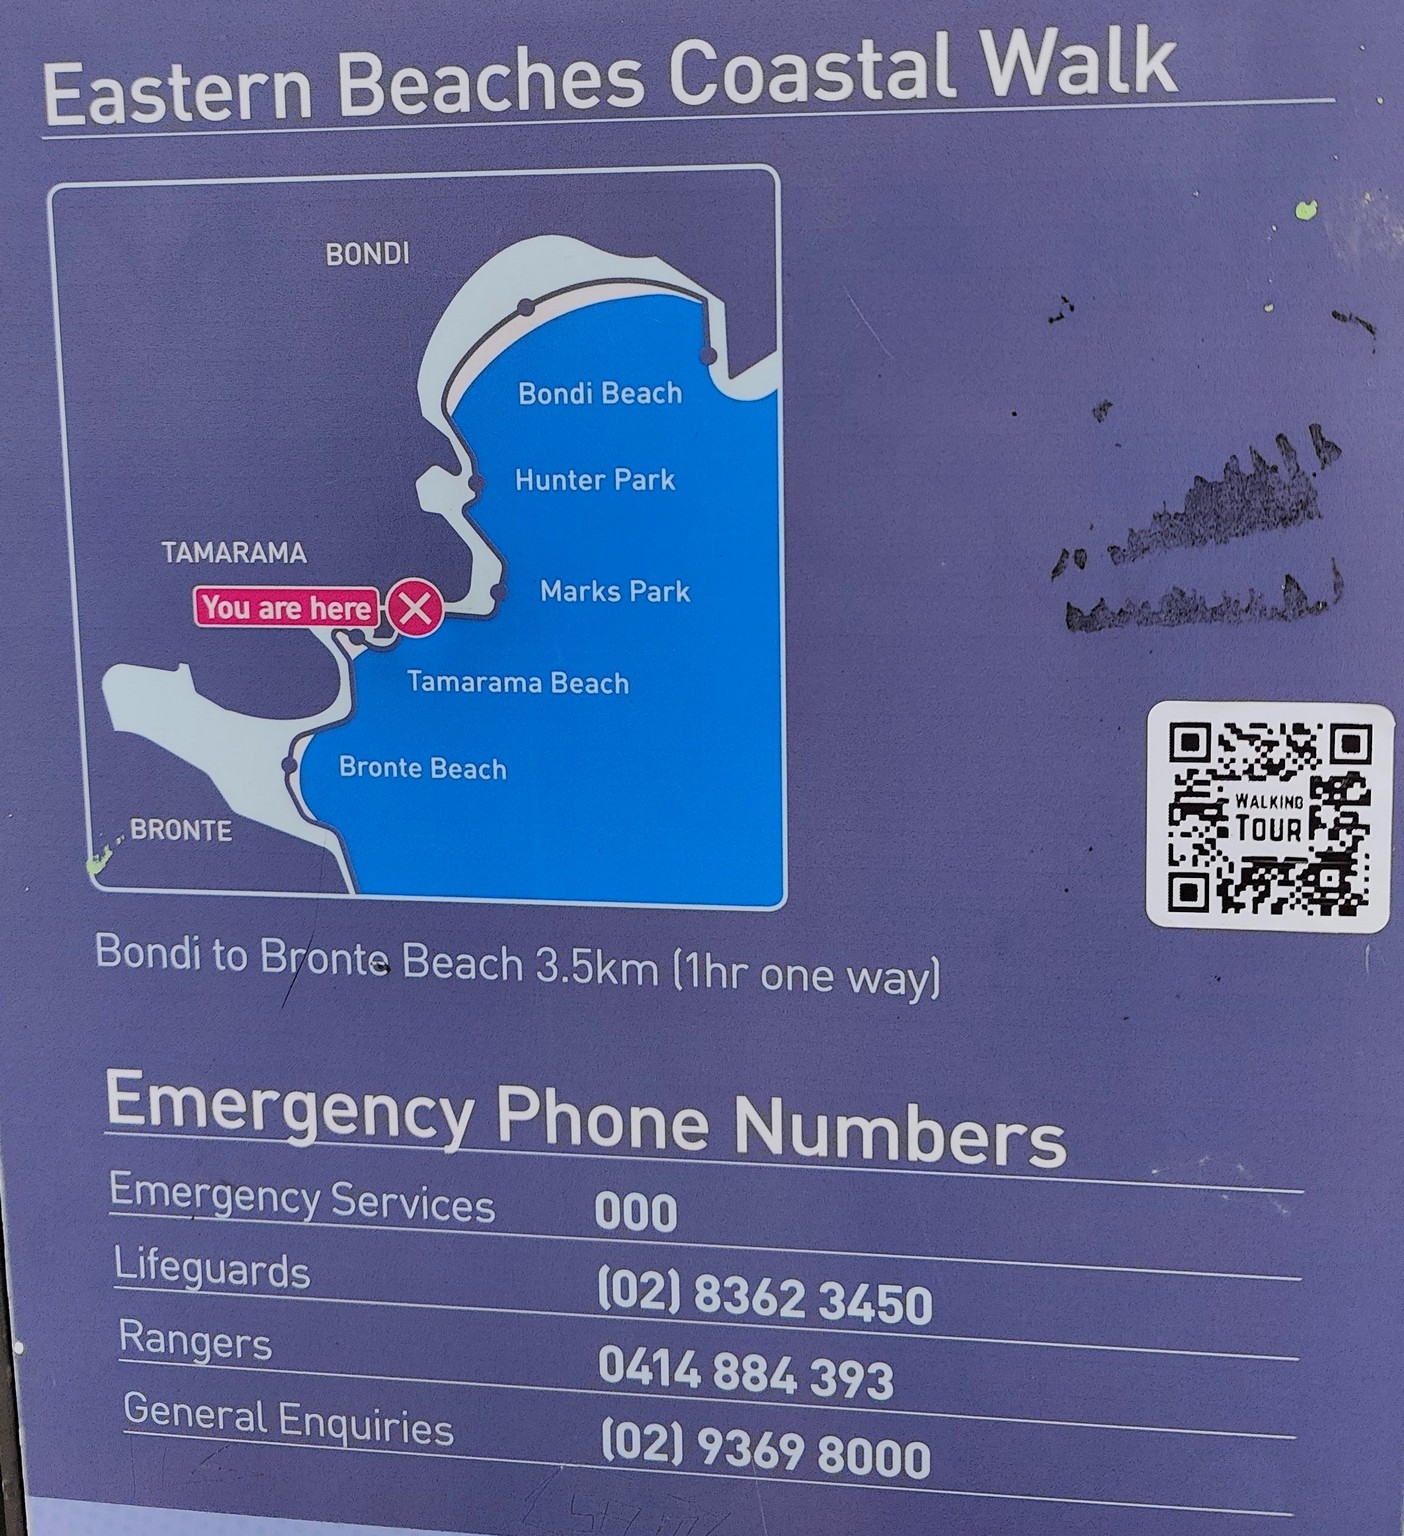 Eastern Beaches Coastal Walk
BONDI
Bondi Beach
Hunter Park
TAMARAMA
Marks Park
You are here
Tamarama Beach
Bronte Beach
BRONTE
WALKING
TOUR
Bondi to Bronte Beach 3.5km (1hr one way)
Emergency Phone Numbers
Emergency Services 000
Lifeguards (02) 8362 3450
Rangers 0414 884 393
General Enquiries (02) 9369 8000